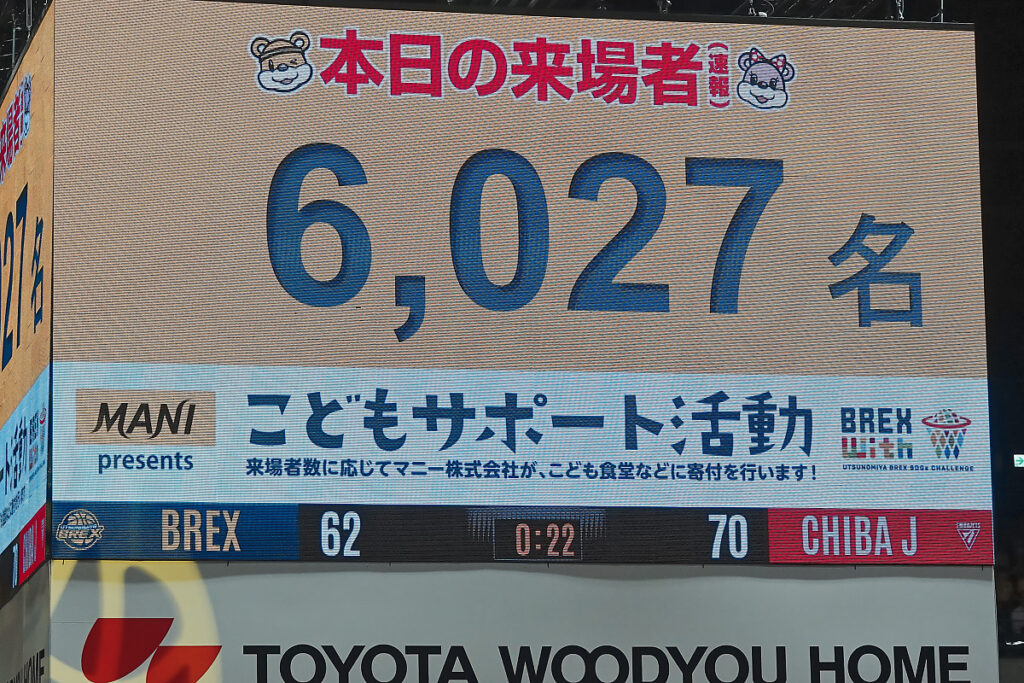 本日の来場者(速報)
6,027名
MANI
presents
こどもサポート活動
来場者数に応じてマニー株式会社が、こども食堂などに寄付を行います!
BREX
With
UTSUNOMIYA BREX SDGs CHALLENGE
UTSUNOMIYA
BREX
BREX 62 0:22 70 CHIBA J
TOYOTA WOODYOU HOME